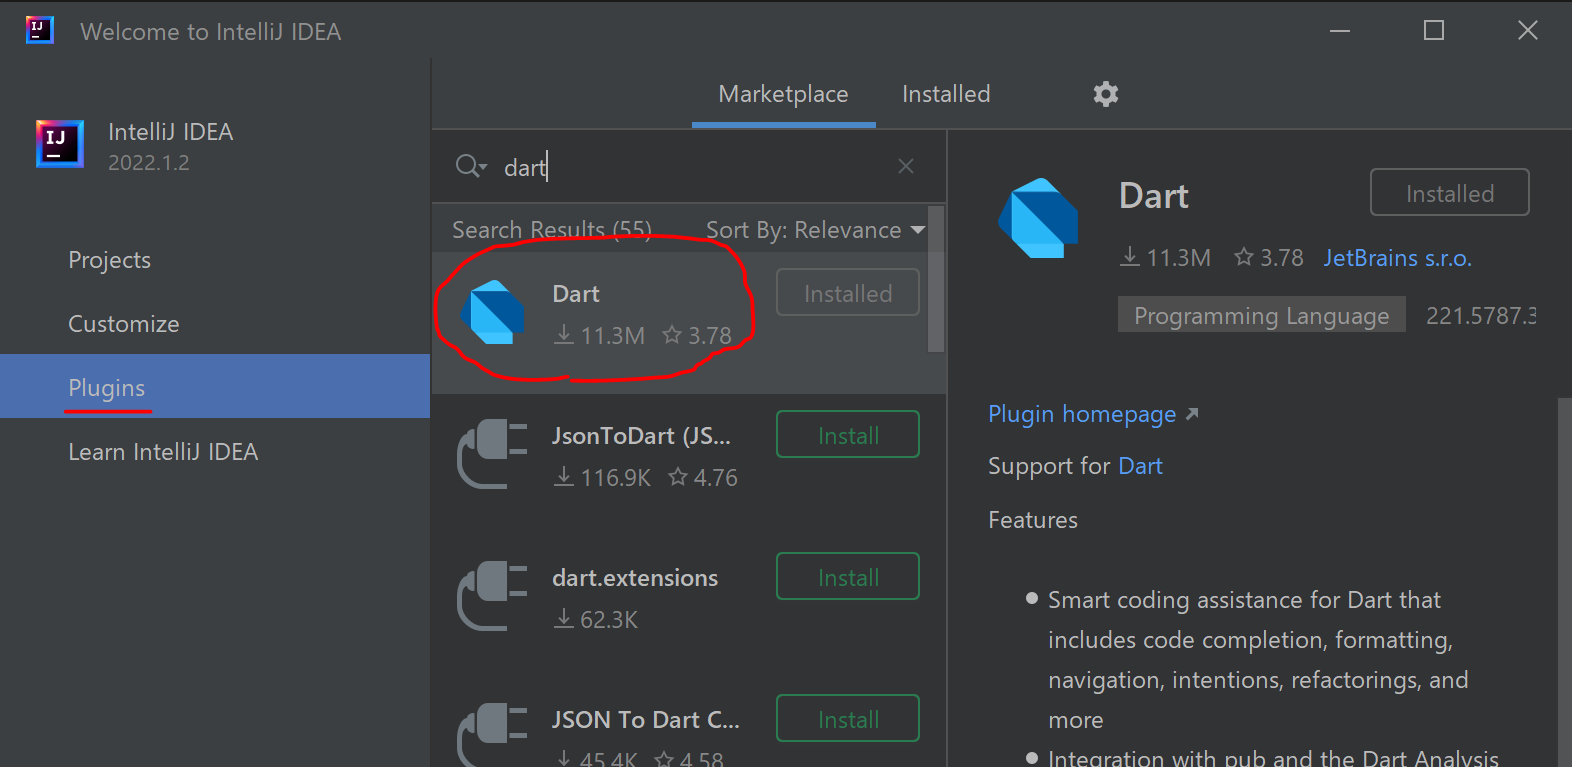 IJ Welcome to IntelliJ IDEA
IJ IntelliJ IDEA
2022.1.2
Projects
Customize
Plugins
Learn IntelliJ IDEA
Marketplace Installed
dart
Search Results (55) Sort By: Relevance
Dart Installed
11.3M 3.78
JsonToDart (JS... Install
116.9K 4.76
dart.extensions Install
62.3K
JSON To Dart C... Install
45.4K 4.58
Dart Installed
11.3M 3.78 JetBrains s.r.o.
Programming Language 221.5787.3
Plugin homepage
Support for Dart
Features
Smart coding assistance for Dart that
includes code completion, formatting,
navigation, intentions, refactorings, and
more
Integration with pub and the Dart Analysis